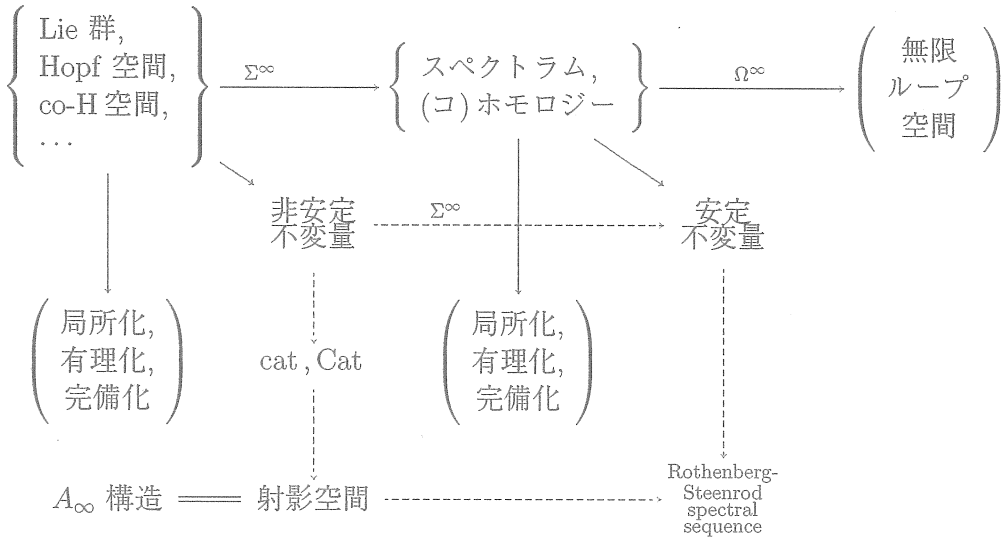 Lie 群,
Hopf 空間,
co-H 空間,
...
Σ∞
スペクトラム,
(コ) ホモロジー
Ω∞
無限
ループ
空間
非安定
不変量
Σ∞
安定
不変量
局所化,
有理化,
完備化
cat , Cat
局所化,
有理化,
完備化
A∞ 構造
射影空間
Rothenberg-
Steenrod
spectral
sequence